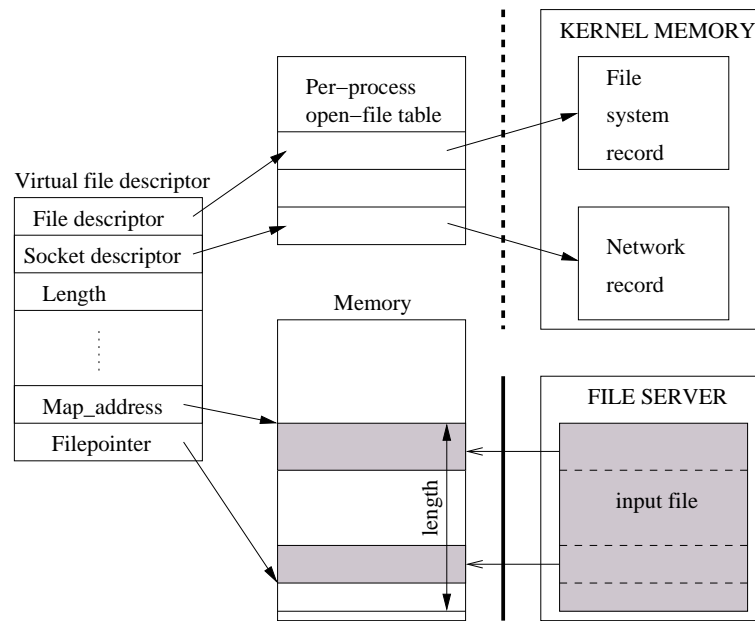 KERNEL MEMORY
Per−process
open−file table
File
system
record
Virtual file descriptor
File descriptor
Socket descriptor
Length
Network
record
Memory
Map_address
Filepointer
FILE SERVER
length
input file